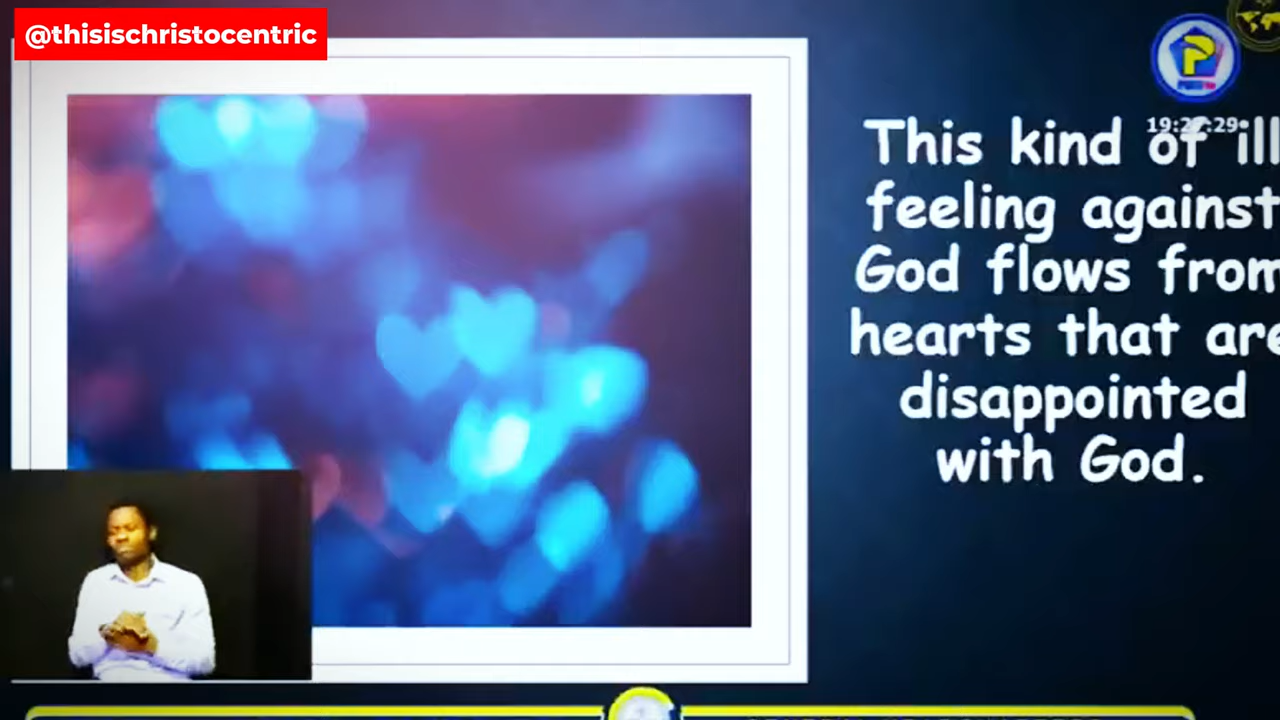 @thisischristocentric
This kind of ill
feeling against
God flows from
hearts that are
disappointed
with God.